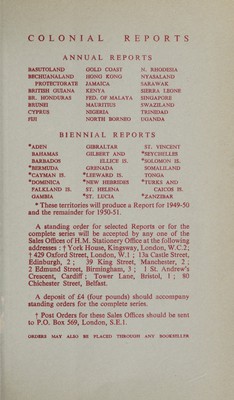 COLONIAL REPORTS
ANNUAL REPORTS
BASUTOLAND GOLD COAST N. RHODESIA
BECHUANALAND HONG KONG NYASALAND
PROTECTORATE JAMAICA SARAWAK
BRITISH GUIANA KENYA SIERRA LEONE
BR. HONDURAS FED. OF MALAYA SINGAPORE
BRUNEI MAURITIUS SWAZILAND
CYPRUS NIGERIA TRINIDAD
FIJI NORTH BORNEO UGANDA
BIENNIAL REPORTS
*ADEN GIBRALTAR ST. VINCENT
BAHAMAS GILBERT AND *SEYCHELLES
BARBADOS ELLICE IS. *SOLOMON IS.
*BERMUDA GRENADA SOMALILAND
*CAYMAN IS. *LEEWARD IS. TONGA
*DOMINICA *NEW HEBRIDES *TURKS AND
FALKLAND IS. ST. HELENA CAICOS IS.
GAMBIA *ST. LUCIA *ZANZIBAR
* These territories will produce a Report for 1949-50
and the remainder for 1950-51.
A standing order for selected Reports or for the
complete series will be accepted by any one of the
Sales Offices of H.M. Stationery Office at the following
addresses : † York House, Kingsway, London, W.C.2 ;
† 429 Oxford Street, London, W.1 ; 13a Castle Street,
Edinburgh, 2 ; 39 King Street, Manchester, 2 ;
2 Edmund Street, Birmingham, 3 ; 1 St. Andrew's
Crescent, Cardiff ; Tower Lane, Bristol, 1 ; 80
Chichester Street, Belfast.
A deposit of £4 (four pounds) should accompany
standing orders for the complete series.
† Post Orders for these Sales Offices should be sent
to P.O. Box 569, London, S.E.1.
ORDERS MAY ALSO BE PLACED THROUGH ANY BOOKSELLER